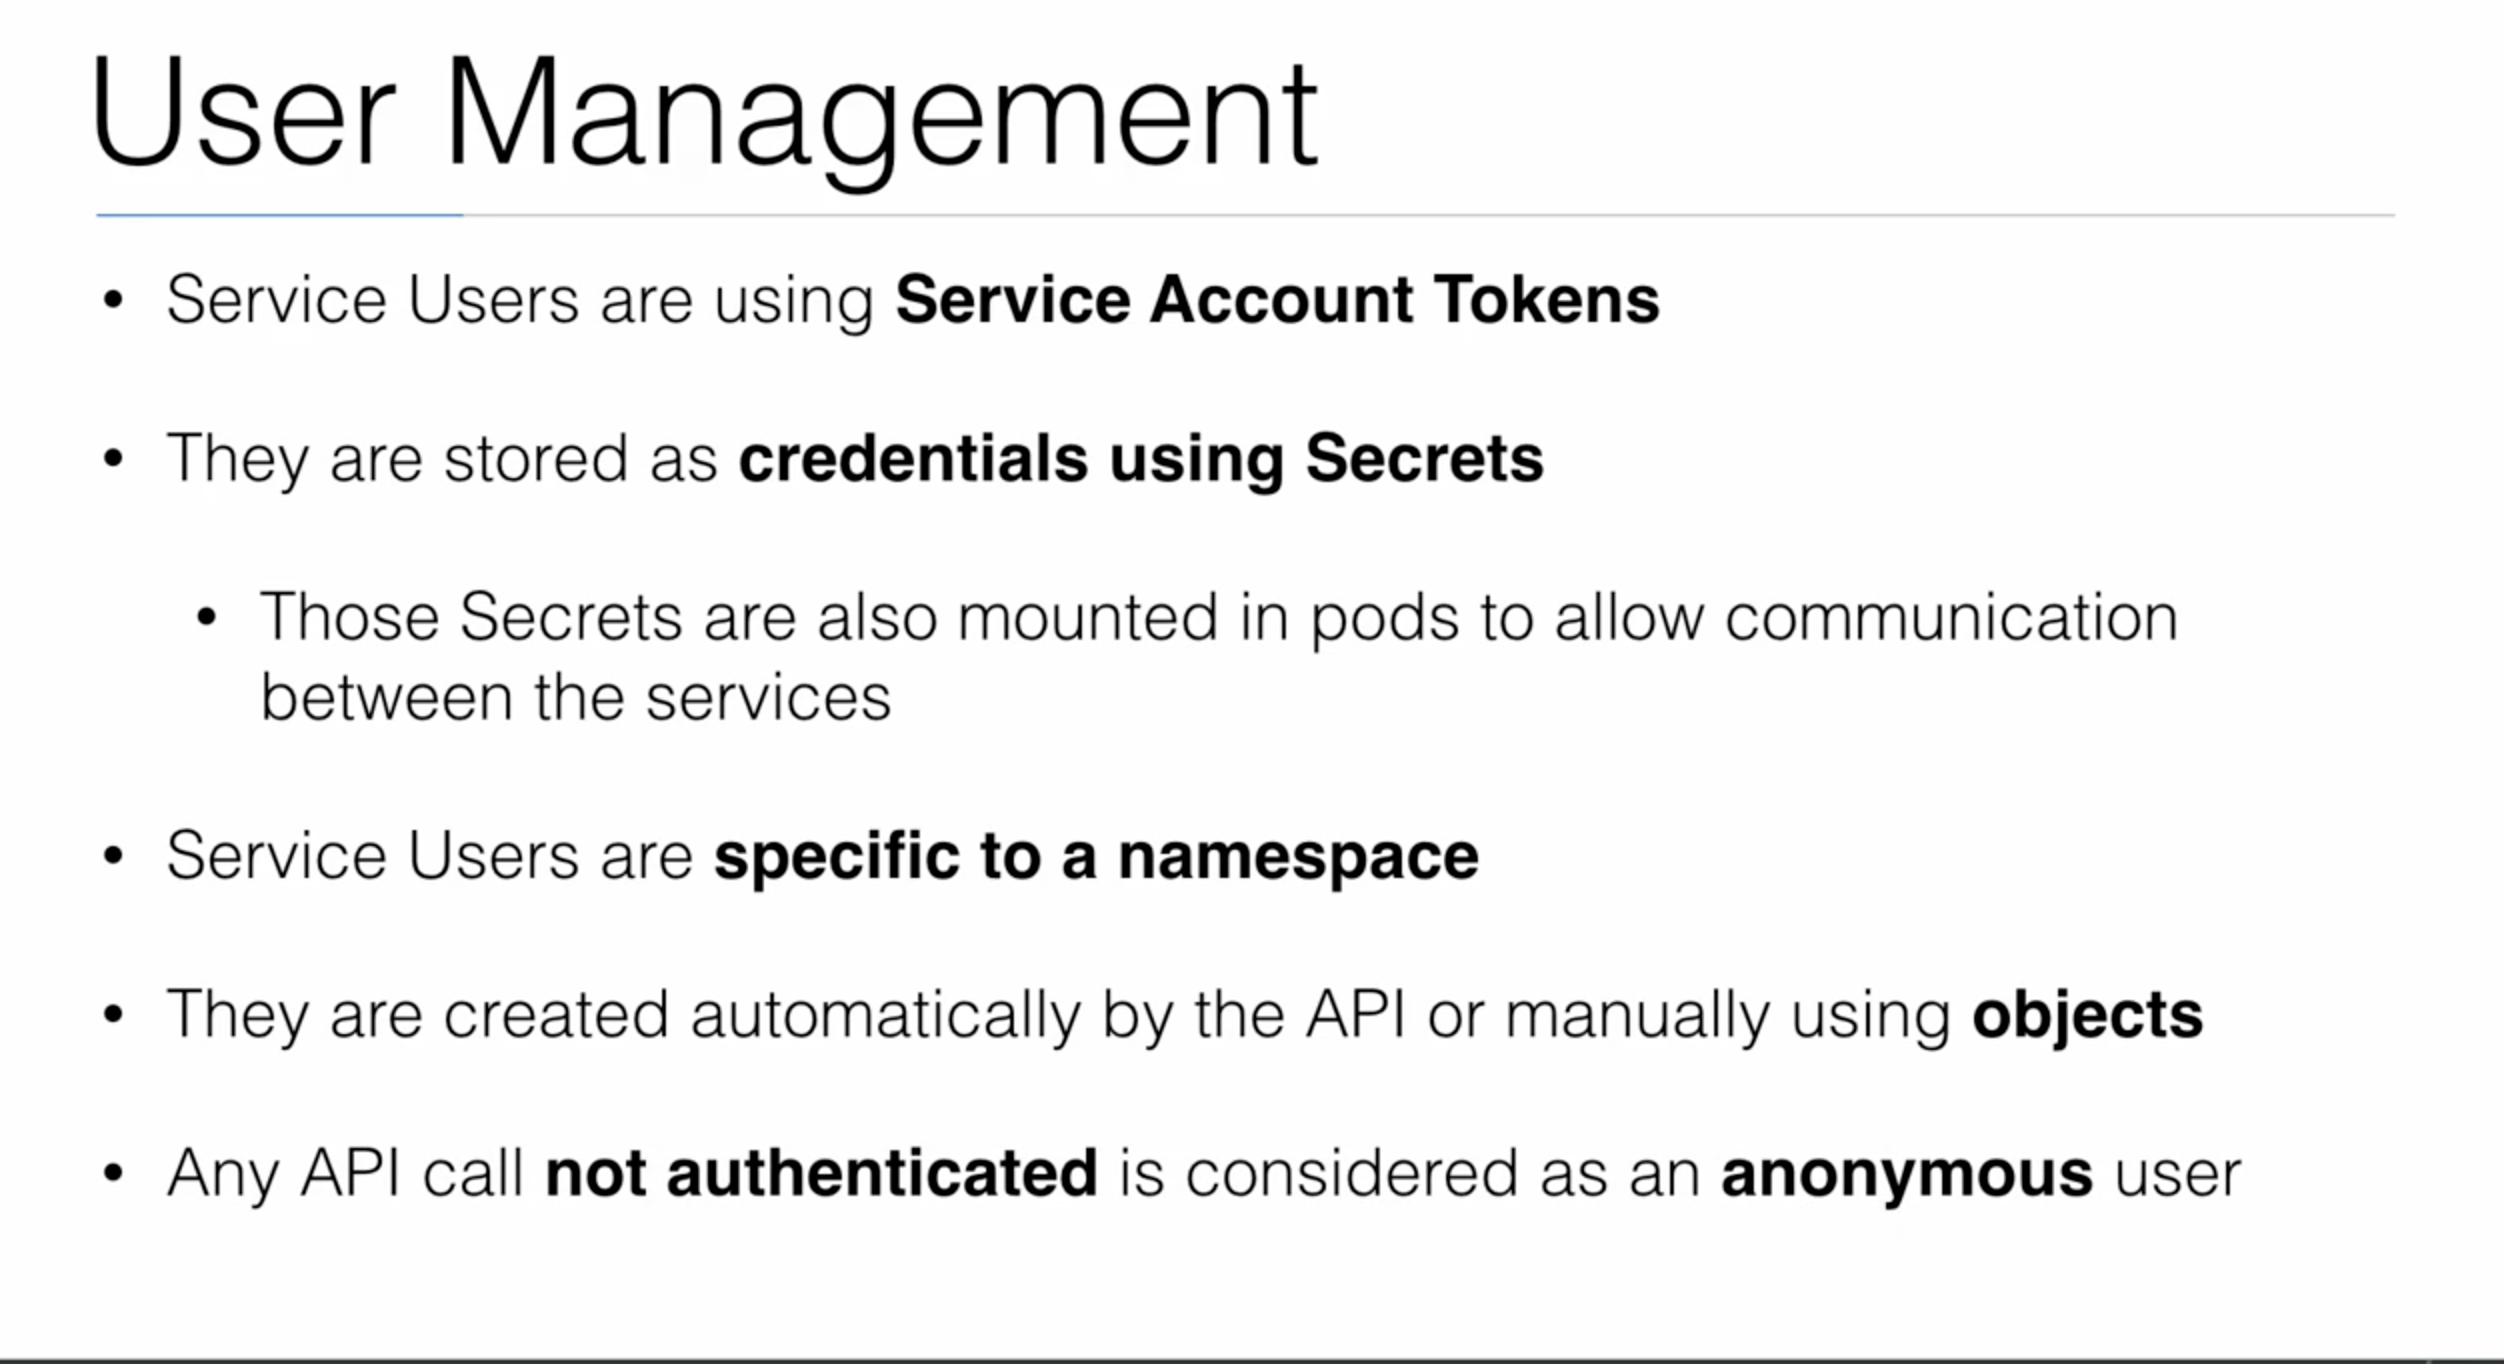 User Management
• Service Users are using Service Account Tokens
• They are stored as credentials using Secrets
• Those Secrets are also mounted in pods to allow communication
between the services
• Service Users are specific to a namespace
• They are created automatically by the API or manually using objects
• Any API call not authenticated is considered as an anonymous user